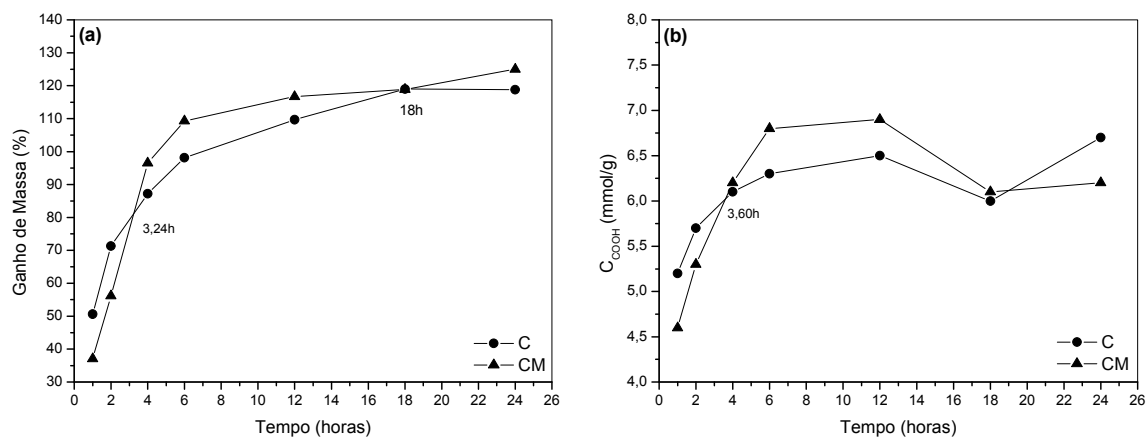 (a)
Ganho de Massa (%)
140
130
120
110
100
90
80
70
60
50
40
30
3,24h
18h
C
CM
0 2 4 6 8 10 12 14 16 18 20 22 24 26
Tempo (horas)
(b)
C_COOH (mmol/g)
8,0
7,5
7,0
6,5
6,0
5,5
5,0
4,5
4,0
3,60h
C
CM
0 2 4 6 8 10 12 14 16 18 20 22 24 26
Tempo (horas)